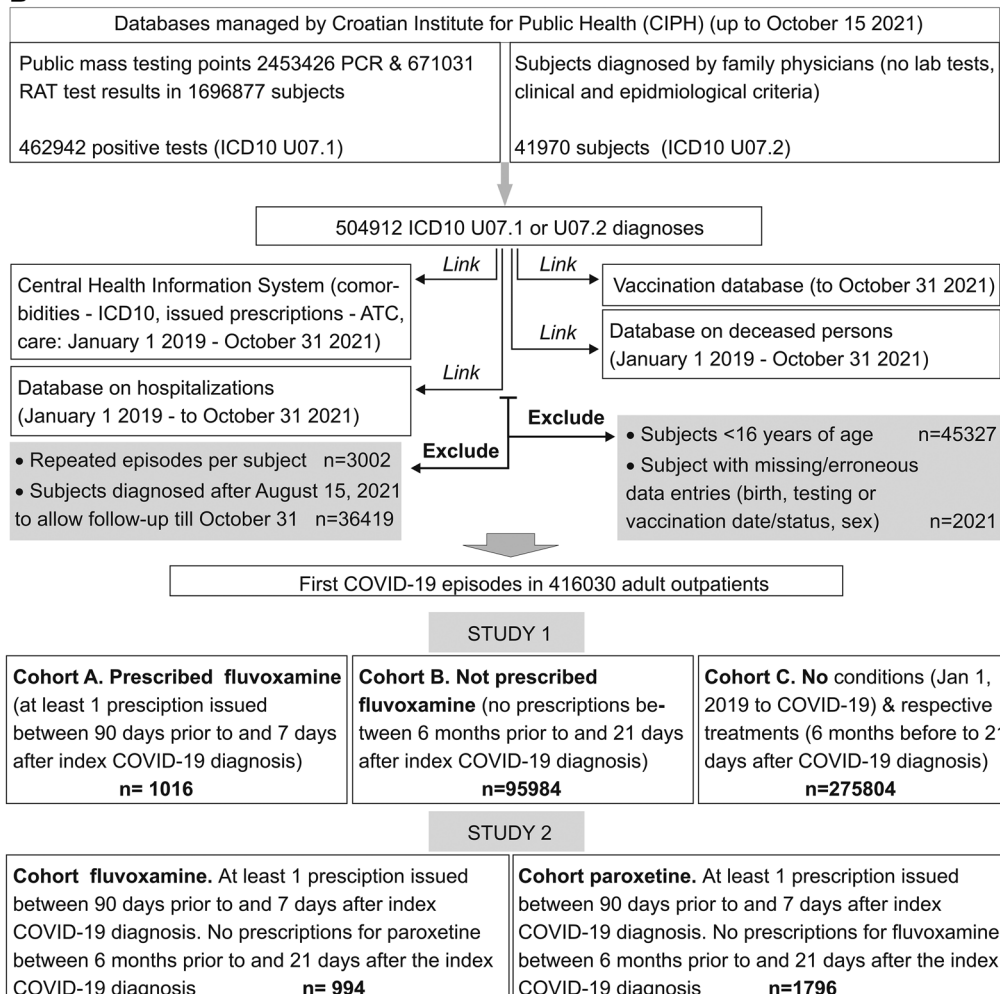 Databases managed by Croatian Institute for Public Health (CIPH) (up to October 15 2021)
Public mass testing points 2453426 PCR & 671031
RAT test results in 1696877 subjects
462942 positive tests (ICD10 U07.1)
Subjects diagnosed by family physicians (no lab tests,
clinical and epidmiological criteria)
41970 subjects (ICD10 U07.2)
504912 ICD10 U07.1 or U07.2 diagnoses
Link
Link
Central Health Information System (comor-
bidities - ICD10, issued prescriptions - ATC,
care: January 1 2019 - October 31 2021)
Vaccination database (to October 31 2021)
Link
Database on deceased persons
(January 1 2019 - October 31 2021)
Link
Database on hospitalizations
(January 1 2019 - to October 31 2021)
Exclude
Exclude
• Repeated episodes per subject n=3002
• Subjects diagnosed after August 15, 2021
to allow follow-up till October 31 n=36419
• Subjects <16 years of age n=45327
• Subject with missing/erroneous
data entries (birth, testing or
vaccination date/status, sex) n=2021
First COVID-19 episodes in 416030 adult outpatients
STUDY 1
Cohort A. Prescribed fluvoxamine
(at least 1 presciption issued
between 90 days prior to and 7 days
after index COVID-19 diagnosis)
n= 1016
Cohort B. Not prescribed
fluvoxamine (no prescriptions be-
tween 6 months prior to and 21 days
after index COVID-19 diagnosis)
n=95984
Cohort C. No conditions (Jan 1,
2019 to COVID-19) & respective
treatments (6 months before to 21
days after COVID-19 diagnosis)
n=275804
STUDY 2
Cohort fluvoxamine. At least 1 presciption issued
between 90 days prior to and 7 days after index
COVID-19 diagnosis. No prescriptions for paroxetine
between 6 months prior to and 21 days after the index
COVID-19 diagnosis n= 994
Cohort paroxetine. At least 1 prescription issued
between 90 days prior to and 7 days after index
COVID-19 diagnosis. No prescriptions for fluvoxamine
between 6 months prior to and 21 days after the index
COVID-19 diagnosis n=1796